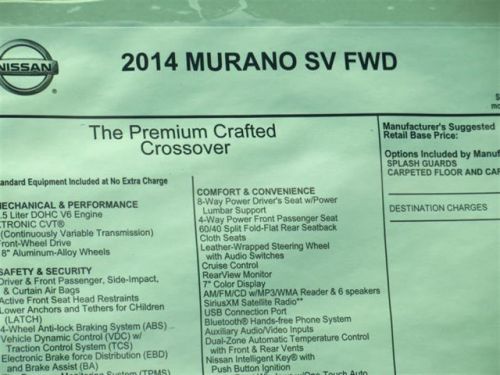 NISSAN
2014 MURANO SV FWD
The Premium Crafted
Crossover
Standard Equipment Included at No Extra Charge
MECHANICAL & PERFORMANCE
.5 Liter DOHC V6 Engine
XTRONIC CVT®
(Continuously Variable Transmission)
Front-Wheel Drive
8" Aluminum-Alloy Wheels
SAFETY & SECURITY
Driver & Front Passenger, Side-Impact,
& Curtain Air Bags
Active Front Seat Head Restraints
Lower Anchors and Tethers for CHildren
(LATCH)
4-Wheel Anti-lock Braking System (ABS)
Vehicle Dynamic Control (VDC) w/
Traction Control System (TCS)
Electronic Brake force Distribution (EBD)
and Brake Assist (BA)
Monitoring System (TPMS)
COMFORT & CONVENIENCE
8-Way Power Driver's Seat w/Power
Lumbar Support
4-Way Power Front Passenger Seat
60/40 Split Fold-Flat Rear Seatback
Cloth Seats
Leather-Wrapped Steering Wheel
with Audio Switches
Cruise Control
RearView Monitor
7" Color Display
AM/FM/CD w/MP3/WMA Reader & 6 speakers
SiriusXM Satellite Radio**
USB Connection Port
Bluetooth® Hands-free Phone System
Auxiliary Audio/Video Inputs
Dual-Zone Automatic Temperature Control
with Front & Rear Vents
Nissan Intelligent Key® with
Push Button Ignition
Manufacturer's Suggested
Retail Base Price:
Options Included by Manuf
SPLASH GUARDS
CARPETED FLOOR AND CAR
DESTINATION CHARGES